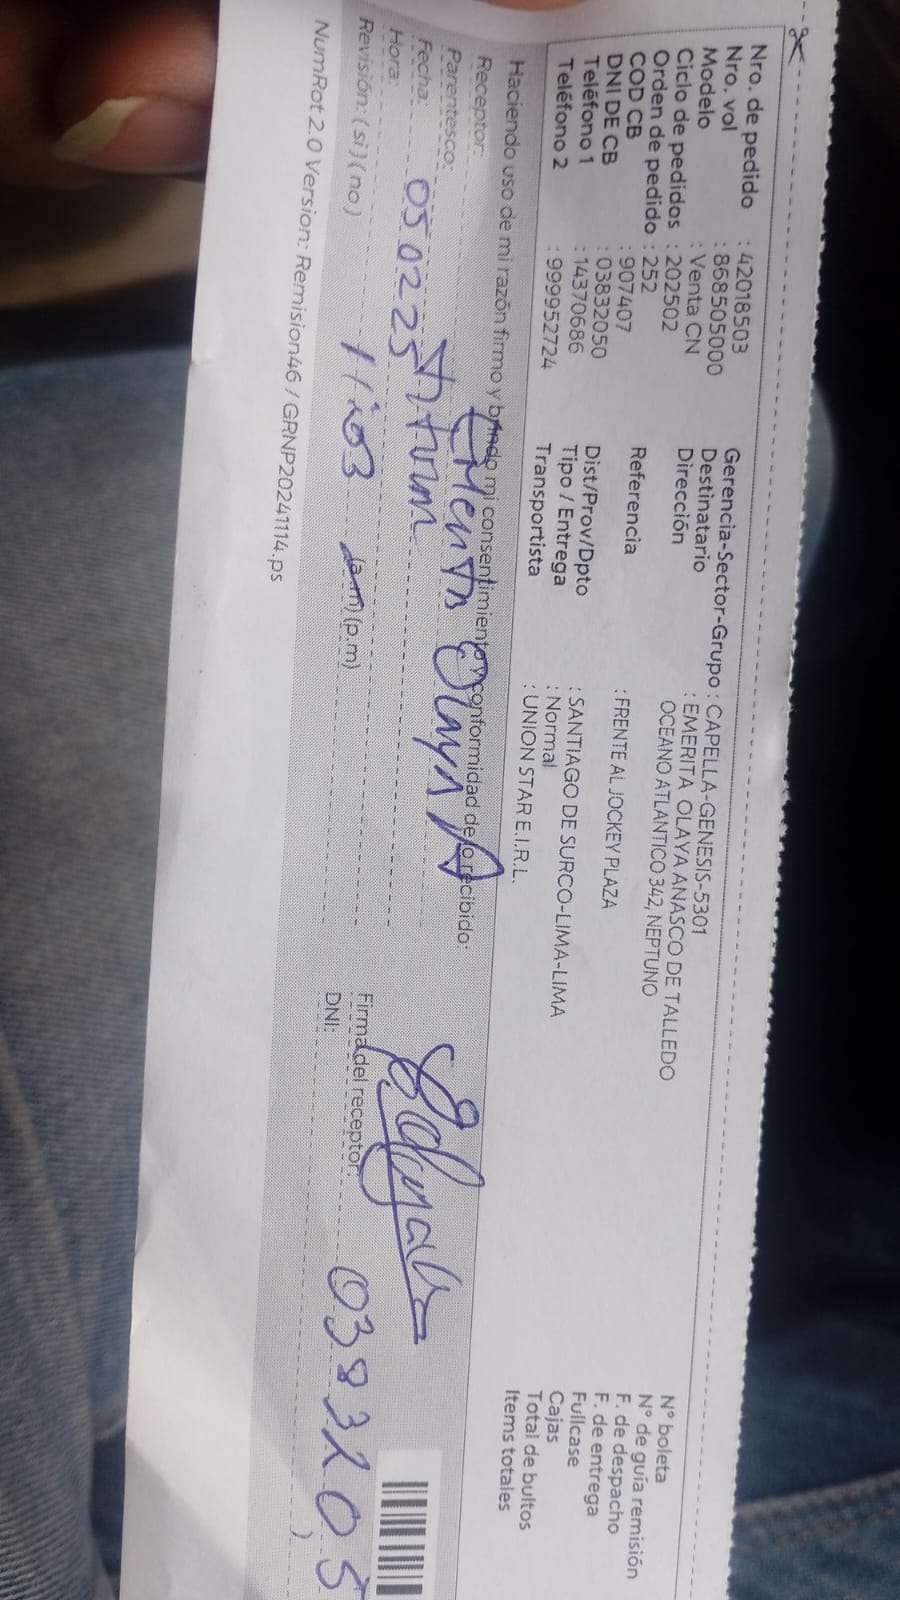 Nro. de pedido : 42018503
Nro. vol : 868505000
Modelo : Venta CN
Ciclo de pedidos : 202502
Orden de pedido : 252
COD CB : 907407
DNI DE CB : 03832050
Teléfono 1 : 14370686
Teléfono 2 : 999952724
Gerencia-Sector-Grupo : CAPELLA-GENESIS-5301
Destinatario : EMERITA OLAYA ANASCO DE TALLEDO
Dirección OCEANO ATLANTICO 342, NEPTUNO
Referencia : FRENTE AL JOCKEY PLAZA
Dist/Prov/Dpto : SANTIAGO DE SURCO-LIMA-LIMA
Tipo / Entrega : Normal
Transportista : UNION STAR E.I.R.L.
N° boleta
N° de guía remisión
F. de despacho
F. de entrega
Fullcase
Cajas
Total de bultos
Items totales
Haciendo uso de mi razón firmo y brindo mi consentimiento y conformidad de lo recibido:
Receptor: Olaya A
Parentesco:
Fecha: 05 02 25
Hora: 11:03 (a.m) (p.m)
Revisión: (si) (no)
Firma del receptor:
DNI: 0383205
NumRot 2.0 Version: Remision46 / GRNP20241114.ps